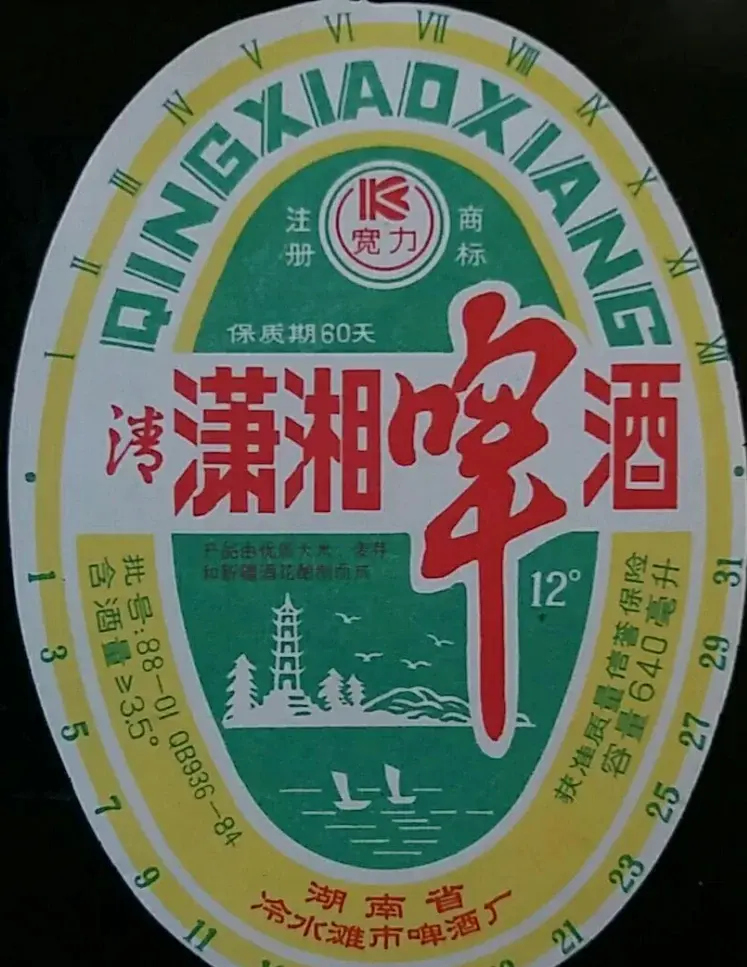 I II III IV V VI VII VIII IX X IX IIX
QINGXIAOXIANG
K
宽力
注册 商标
保质期60天
清潇湘啤酒
产品由优质大米、麦芽
和新疆酒花酿制而成
12°
批号:88-01 QB936-84
含酒量≥3.5°
获准质量信誉保险
容量640毫升
湖南省
冷水滩市啤酒厂
1 3 5 7 9 11
21 23 25 27 29 31